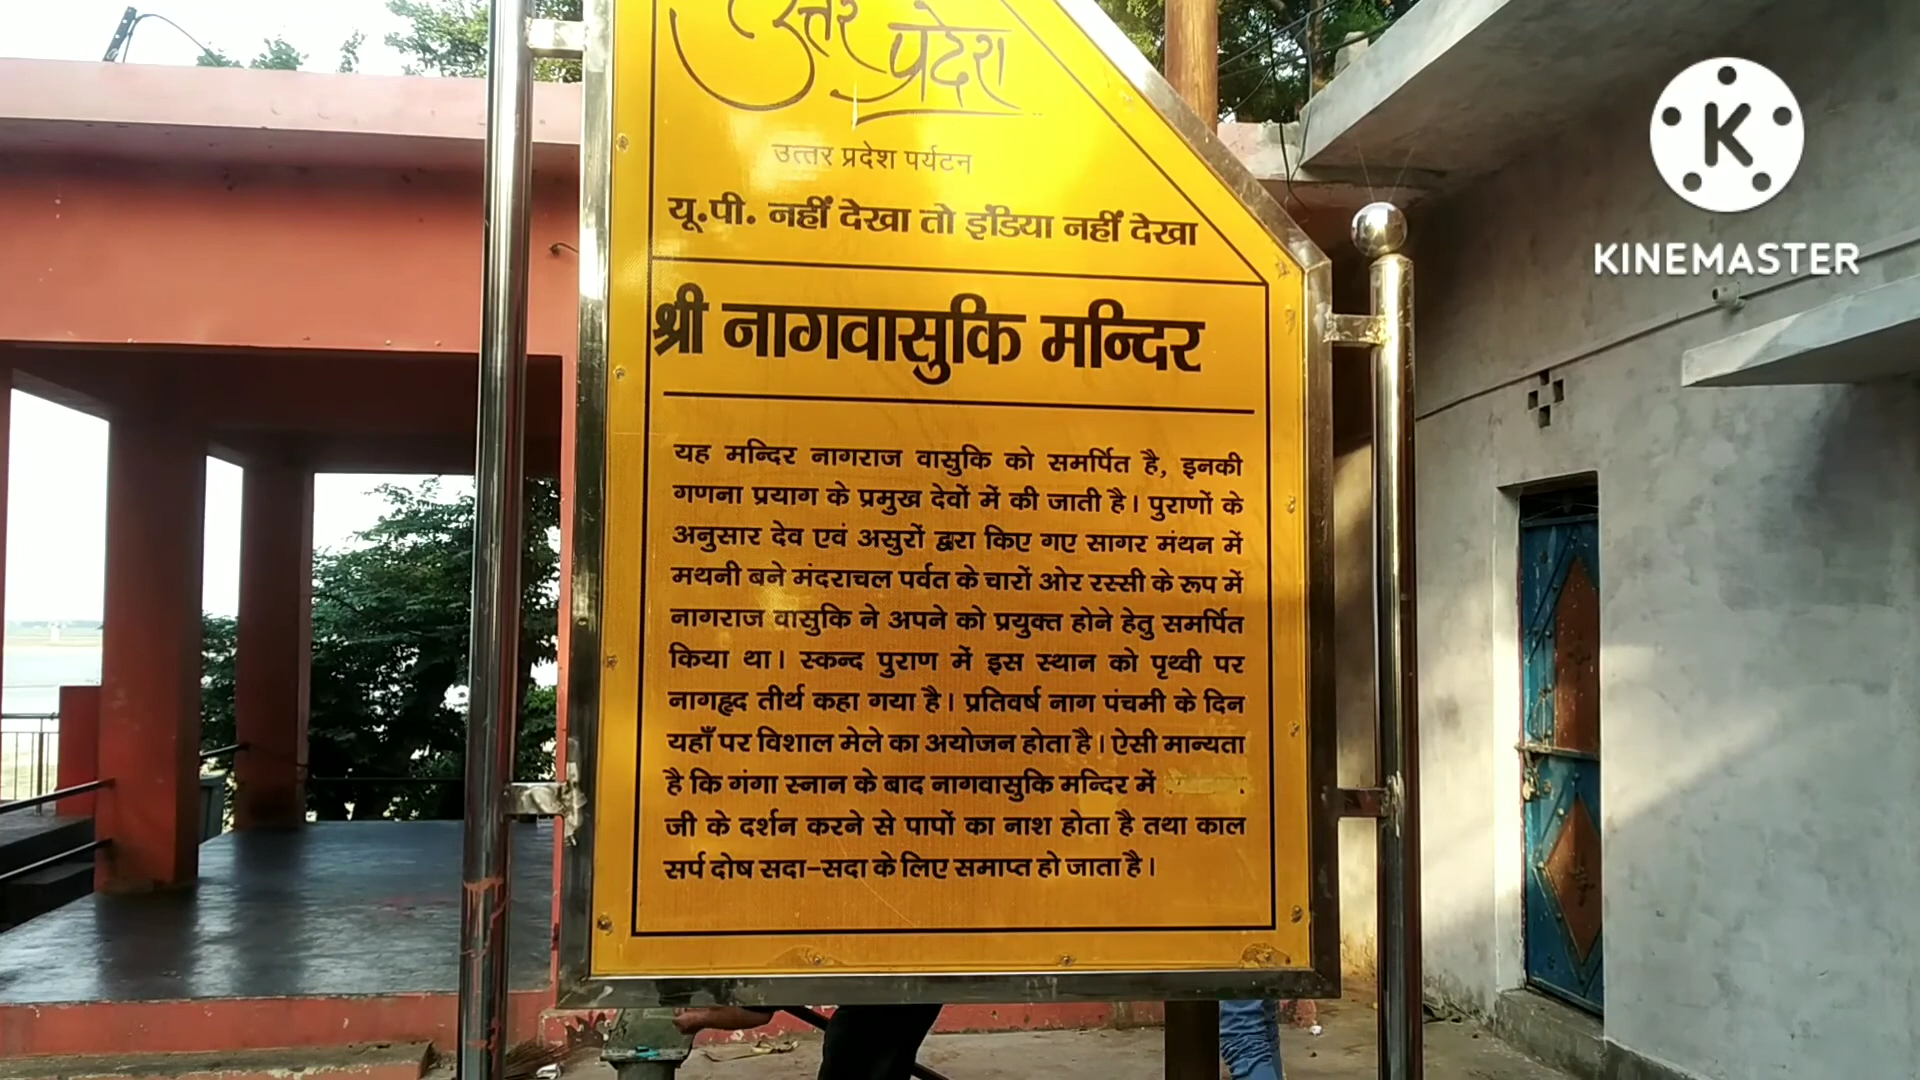 उत्तर प्रदेश
उत्तर प्रदेश पर्यटन
यू.पी. नहीं देखा तो इंडिया नहीं देखा
श्री नागवासुकि मन्दिर
यह मन्दिर नागराज वासुकि को समर्पित है, इनकी
गणना प्रयाग के प्रमुख देवों में की जाती है। पुराणों के
अनुसार देव एवं असुरों द्वरा किए गए सागर मंथन में
मथनी बने मंदराचल पर्वत के चारों ओर रस्सी के रूप में
नागराज वासुकि ने अपने को प्रयुक्त होने हेतु समर्पित
किया था। स्कन्द पुराण में इस स्थान को पृथ्वी पर
नागहृद तीर्थ कहा गया है। प्रतिवर्ष नाग पंचमी के दिन
यहाँ पर विशाल मेले का अयोजन होता है। ऐसी मान्यता
है कि गंगा स्नान के बाद नागवासुकि मन्दिर में
जी के दर्शन करने से पापों का नाश होता है तथा काल
सर्प दोष सदा-सदा के लिए समाप्त हो जाता है।
K
KINEMASTER